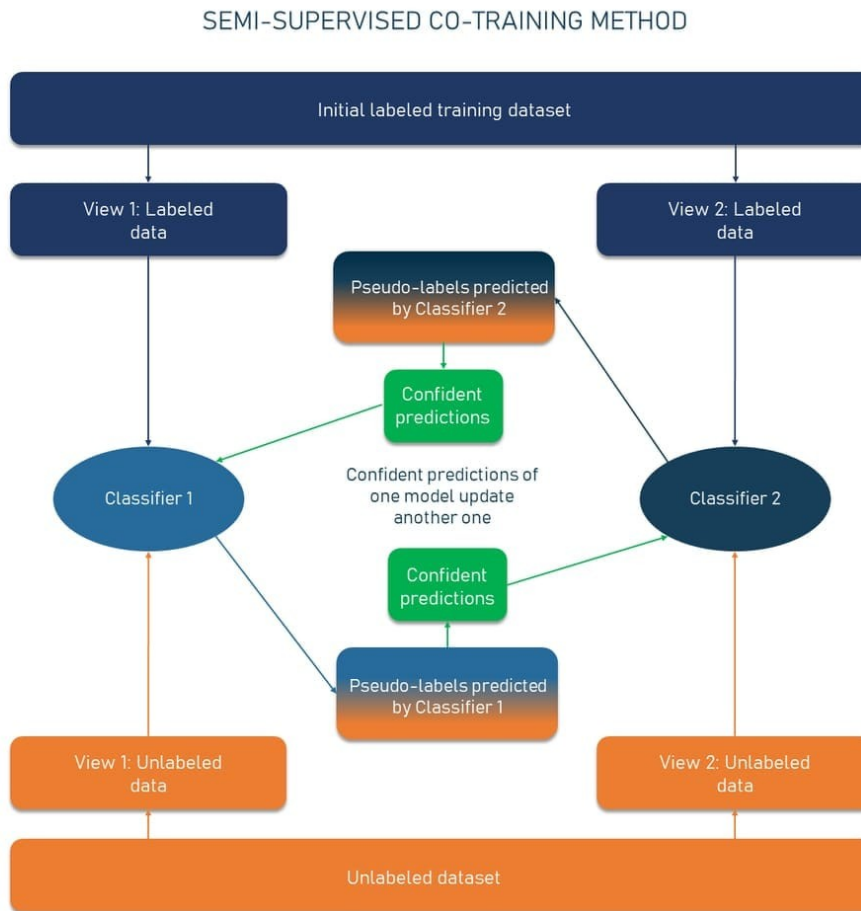 SEMI-SUPERVISED CO-TRAINING METHOD
Initial labeled training dataset
View 1: Labeled
data
View 2: Labeled
data
Pseudo-labels predicted
by Classifier 2
Confident
predictions
Classifier 1
Confident predictions of
one model update
another one
Classifier 2
Confident
predictions
Pseudo-labels predicted
by Classifier 1
View 1: Unlabeled
data
View 2: Unlabeled
data
Unlabeled dataset